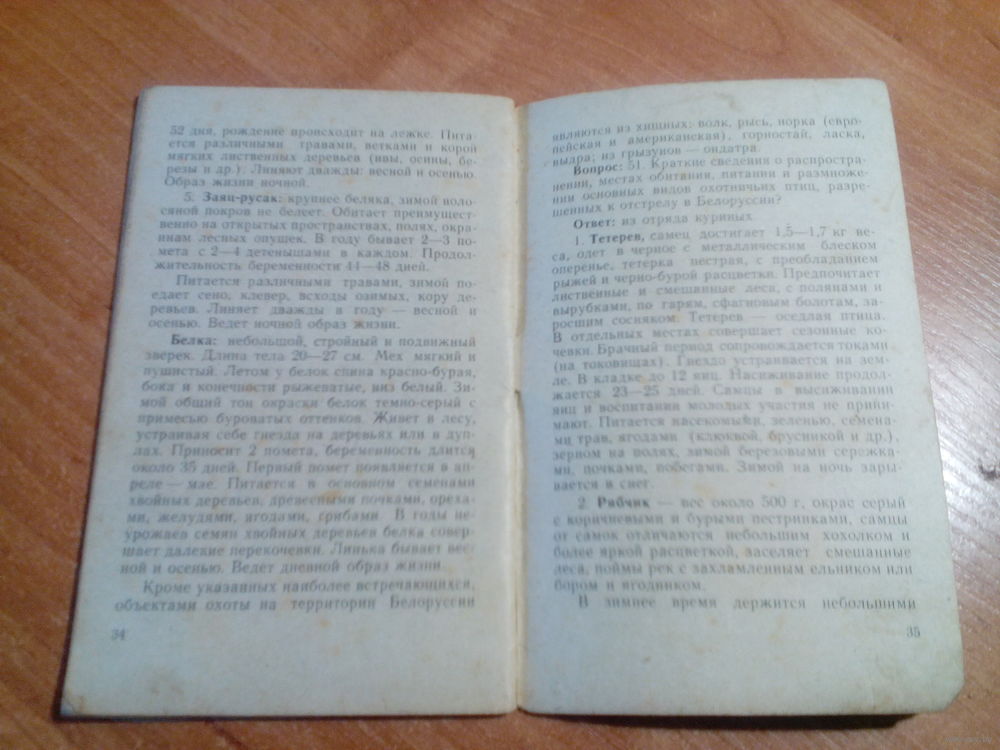 52 дня, рождение происходит на лежке. Пита-
ется различными травами, ветками и корой
мягких лиственных деревьев (ивы, осины, бе-
резы и др.). Линяют дважды: весной и осенью.
Образ жизни ночной.
5. Заяц-русак: крупнее беляка, зимой воло-
сяной покров не белеет. Обитает преимущест-
венно на открытых пространствах, полях, окра-
инам лесных опушек. В году бывает 2—3 по-
мета с 2—4 детенышами в каждом. Продол-
жительность беременности 44—48 дней.
Питается различными травами, зимой по-
едает сено, клевер, всходы озимых, кору де-
ревьев. Линяет дважды в году — весной и
осенью. Ведет ночной образ жизни.
Белка: небольшой, стройный и подвижный
зверек. Длина тела 20—27 см. Мех мягкий и
пушистый. Летом у белок спина красно-бурая,
бока и конечности рыжеватые, низ белый. Зи-
мой общий тон окраски белок темно-серый с
примесью буроватых оттенков. Живет в лесу,
устраивая себе гнезда на деревьях или в дуп-
лах. Приносит 2 помета, беременность длится
около 35 дней. Первый помет появляется в ап-
реле — мае. Питается в основном семенами
хвойных деревьев, древесными почками, ореха-
ми, желудями, ягодами, грибами. В годы не-
урожаев семян хвойных деревьев белка совер-
шает далекие перекочевки. Линька бывает вес-
ной и осенью. Ведет дневной образ жизни.
Кроме указанных наиболее встречающихся,
объектами охоты на территории Белоруссии
34
являются из хищных: волк, рысь, норка (евро-
пейская и американская), горностай, ласка,
выдра; из грызунов — ондатра.
Вопрос: 51. Краткие сведения о распростра-
нении, местах обитания, питании и размноже-
нии основных видов охотничьих птиц, разре-
шенных к отстрелу в Белоруссии?
Ответ: из отряда куриных.
1. Тетерев, самец достигает 1,5—1,7 кг ве-
са, одет в черное с металлическим блеском
оперенье, тетерка пестрая, с преобладанием
рыжей и черно-бурой расцветки. Предпочитает
лиственные и смешанные леса, с полянами и
вырубками, по гарям, сфагновым болотам, за-
росшим сосняком. Тетерев — оседлая птица.
В отдельных местах совершает сезонные ко-
чевки. Брачный период сопровождается токами
(на токовищах). Гнездо устраивается на зем-
ле. В кладке до 12 яиц. Насиживание продол-
жается 23—25 дней. Самцы в высиживании
яиц и воспитании молодых участия не прини-
мают. Питается насекомыми, зеленью, семена-
ми трав, ягодами (клюквой, брусникой и др.),
зерном на полях, зимой березовыми сережка-
ми, почками, побегами. Зимой на ночь зары-
вается в снег.
2. Рябчик — вес около 500 г, окрас серый
с коричневыми и бурыми пестринками, самцы
от самок отличаются небольшим хохолком и
более яркой расцветкой, заселяет смешанные
леса, поймы рек с захламленным ельником или
бором и ягодником.
В зимнее время держится небольшими
35